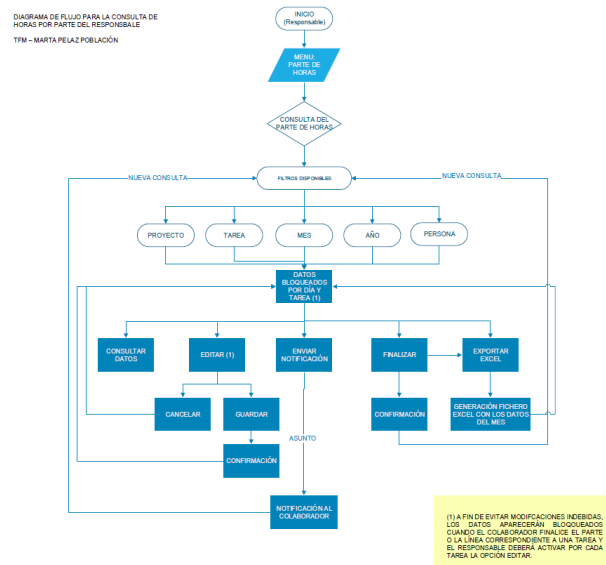 DIAGRAMA DE FLUJO PARA LA CONSULTA DE
HORAS POR PARTE DEL RESPONSBALE
TFM – MARTA PELAZ POBLACIÓN
INICIO
(Responsable)
MENU:
PARTE DE
HORAS
CONSULTA DEL
PARTE DE HORAS
NUEVA CONSULTA
FILTROS DISPONIBLES
NUEVA CONSULTA
PROYECTO
TAREA
MES
AÑO
PERSONA
DATOS
BLOQUEADOS
POR DÍA Y
TAREA (1)
CONSULTAR
DATOS
EDITAR (1)
ENVIAR
NOTIFICACIÓN
FINALIZAR
EXPORTAR
EXCEL
CANCELAR
GUARDAR
CONFIRMACIÓN
GENERACIÓN FICHERO
EXCEL CON LOS DATOS
DEL MES
ASUNTO
CONFIRMACIÓN
NOTIFICACIÓN AL
COLABORADOR
(1) A FIN DE EVITAR MODIFCACIONES INDEBIDAS,
LOS DATOS APARECERÁN BLOQUEADOS
CUANDO EL COLABORADOR FINALICE EL PARTE
O LA LÍNEA CORRESPONDIENTE A UNA TAREA Y
EL RESPONSABLE DEBERÁ ACTIVAR POR CADA
TAREA LA OPCIÓN EDITAR.